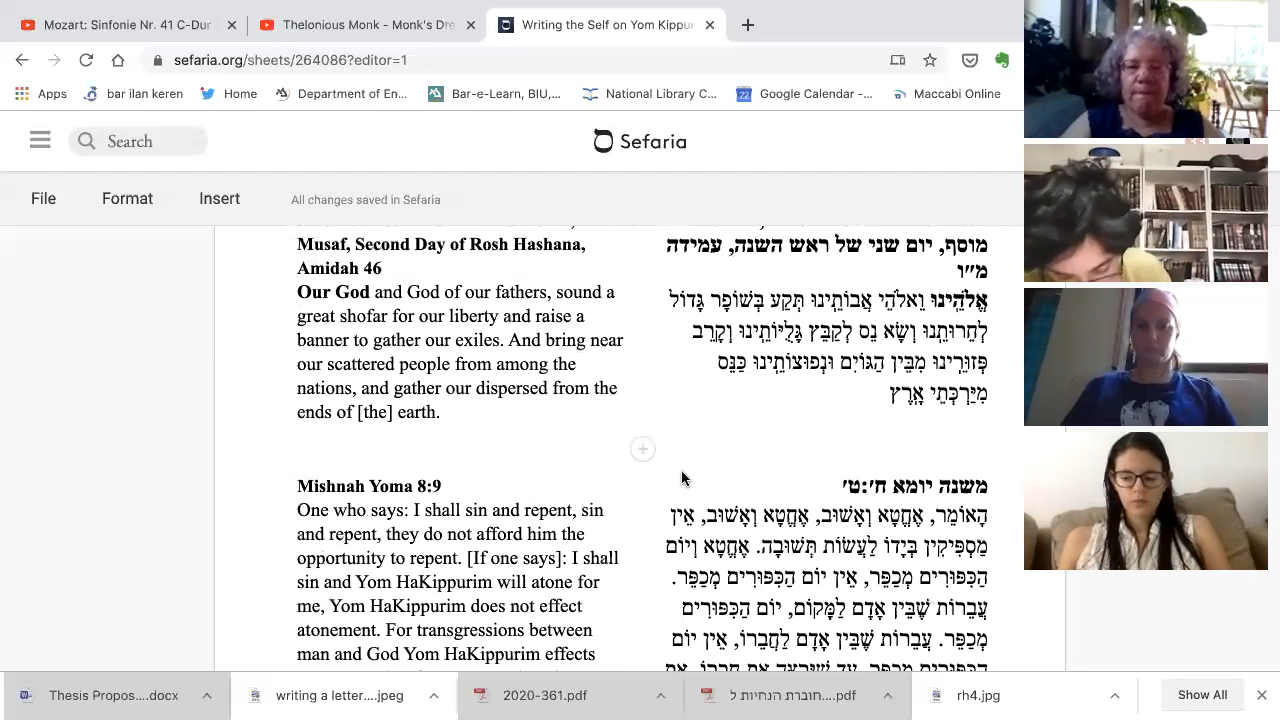 Mozart: Sinfonie Nr. 41 C-Dur
Thelonious Monk - Monk's Dre
Writing the Self on Yom Kippur
sefaria.org/sheets/264086?editor=1
Apps
bar ilan keren
Home
Department of En...
Bar-e-Learn, BIU,...
National Library C...
Google Calendar -...
Maccabi Online
Search
Sefaria
File
Format
Insert
All changes saved in Sefaria
Musaf, Second Day of Rosh Hashana,
Amidah 46
Our God and God of our fathers, sound a
great shofar for our liberty and raise a
banner to gather our exiles. And bring near
our scattered people from among the
nations, and gather our dispersed from the
ends of [the] earth.
מוסף, יום שני של ראש השנה, עמידה
מ״ו
אֱלֹהֵֽינוּ וֵאלֹהֵי אֲבוֹתֵֽינוּ תְּקַע בְּשׁוֹפָר גָּדוֹל
לְחֵרוּתֵֽנוּ וְשָׂא נֵס לְקַבֵּץ גָּלֻיּוֹתֵֽינוּ וְקָרֵב
פְּזוּרֵֽינוּ מִבֵּין הַגּוֹיִם וּנְפוּצוֹתֵֽינוּ כַּנֵּס
מִיַּרְכְּתֵי אָֽרֶץ
Mishnah Yoma 8:9
One who says: I shall sin and repent, sin
and repent, they do not afford him the
opportunity to repent. [If one says]: I shall
sin and Yom HaKippurim will atone for
me, Yom HaKippurim does not effect
atonement. For transgressions between
man and God Yom HaKippurim effects
משנה יומא ח׳:ט׳
הָאוֹמֵר, אֶחֱטָא וְאָשׁוּב, אֶחֱטָא וְאָשׁוּב, אֵין
מַסְפִּיקִין בְּיָדוֹ לַעֲשׂוֹת תְּשׁוּבָה. אֶחֱטָא וְיוֹם
הַכִּפּוּרִים מְכַפֵּר, אֵין יוֹם הַכִּפּוּרִים מְכַפֵּר.
עֲבֵרוֹת שֶׁבֵּין אָדָם לַמָּקוֹם, יוֹם הַכִּפּוּרִים
מְכַפֵּר. עֲבֵרוֹת שֶׁבֵּין אָדָם לַחֲבֵרוֹ, אֵין יוֹם
הַכִּפּוּרִים מְכַפֵּר, עַד שֶׁיְּרַצֶּה אֶת חֲבֵרוֹ. אֶת
Thesis Propos....docx
writing a letter....jpeg
2020-361.pdf
חוברת הנחיות ל....pdf
rh4.jpg
Show All